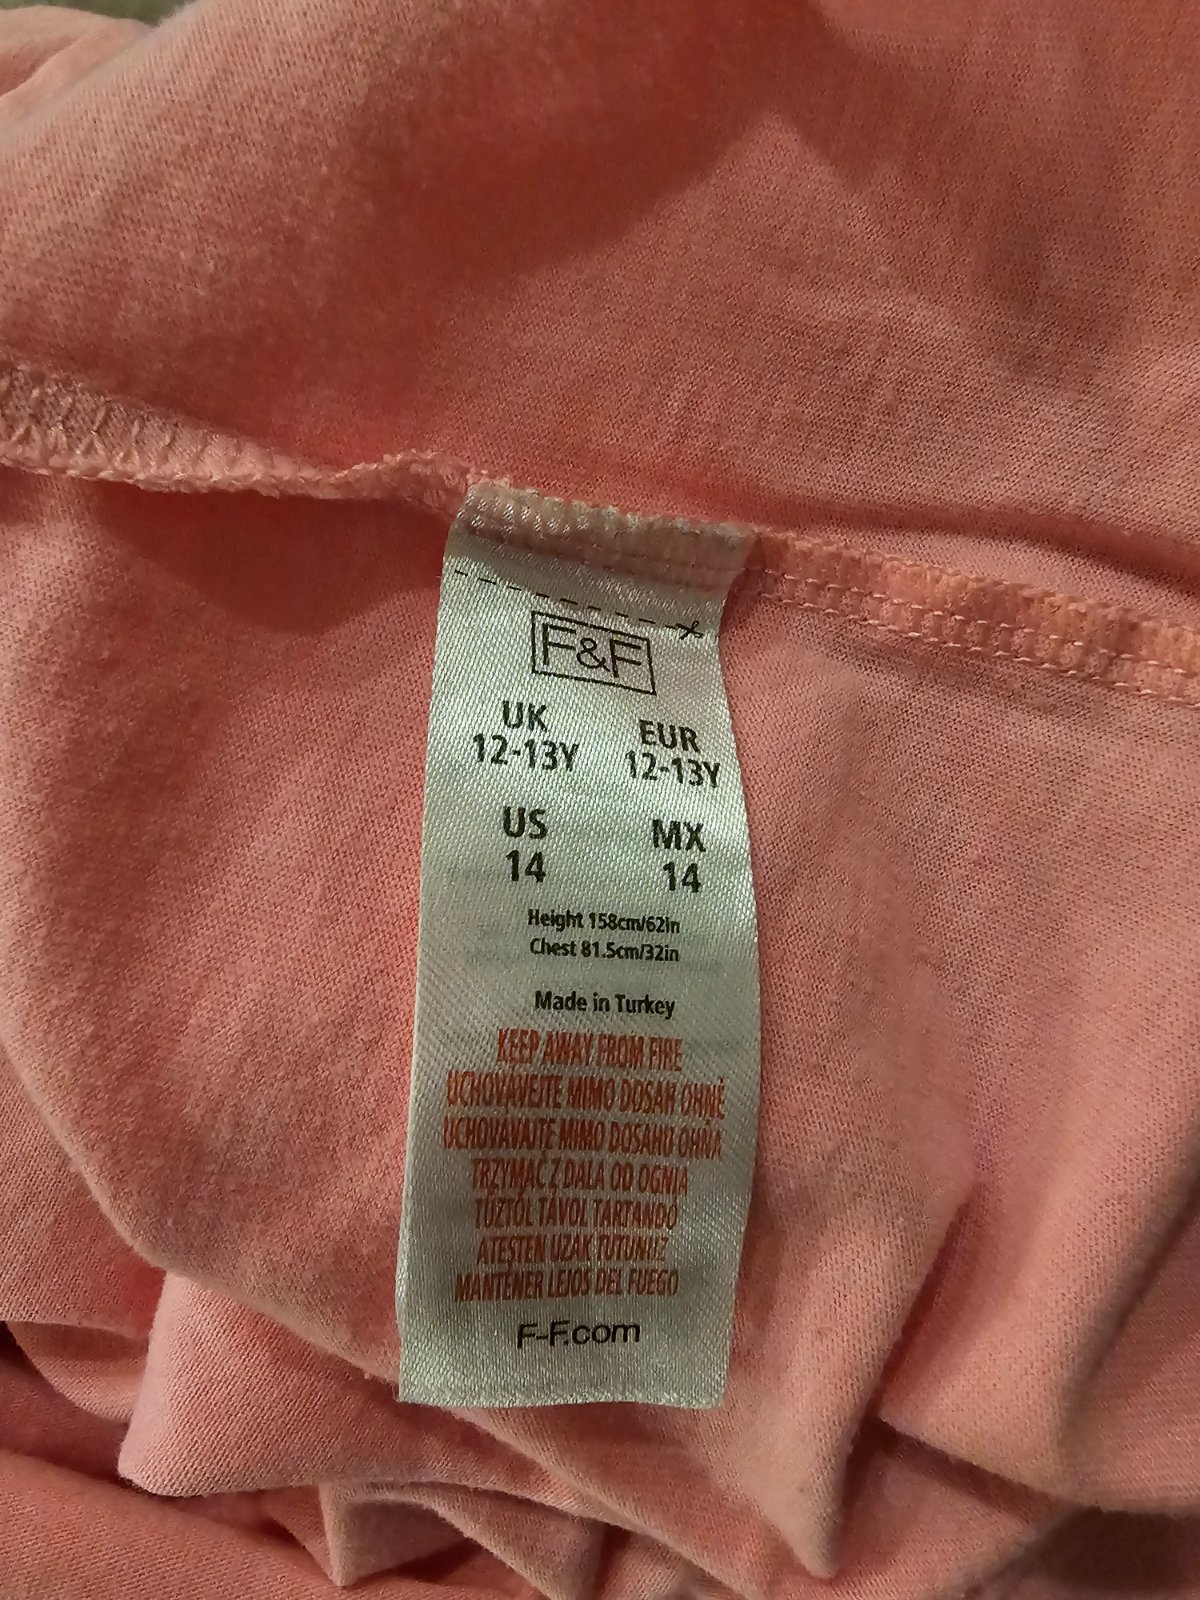 F&F
UK EUR
12-13Y 12-13Y
US MX
14 14
Height 158cm/62in
Chest 81.5cm/32in
Made in Turkey
KEEP AWAY FROM FIRE
UCHOVÁVEJTE MIMO DOSAH OHNĚ
UCHOVÁVAJTE MIMO DOSAHU OHŇA
TRZYMAĆ Z DALA OD OGNIA
TŰZTŐL TÁVOL TARTANDÓ
ATEŞTEN UZAK TUTUNUZ
MANTENER LEJOS DEL FUEGO
F-F.com